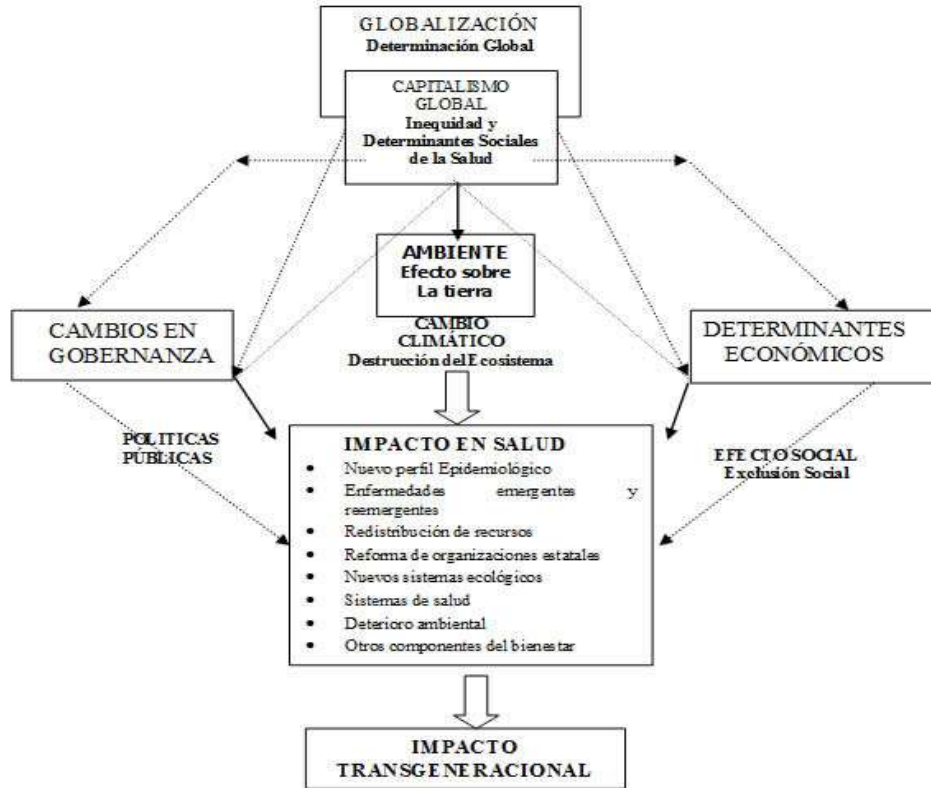 GLOBALIZACIÓN
Determinación Global
CAPITALISMO
GLOBAL
Inequidad y
Determinantes Sociales
de la Salud
AMBIENTE
Efecto sobre
La tierra
CAMBIO
CLIMÁTICO
Destrucción del Ecosistema
CAMBIOS EN
GOBERNANZA
DETERMINANTES
ECONÓMICOS
POLITICAS
PÚBLICAS
EFECTO SOCIAL
Exclusión Social
IMPACTO EN SALUD
• Nuevo perfil Epidemiológico
• Enfermedades emergentes y
reemergentes
• Redistribución de recursos
• Reforma de organizaciones estatales
• Nuevos sistemas ecológicos
• Sistemas de salud
• Deterioro ambiental
• Otros componentes del bienestar
IMPACTO
TRANSGENERACIONAL